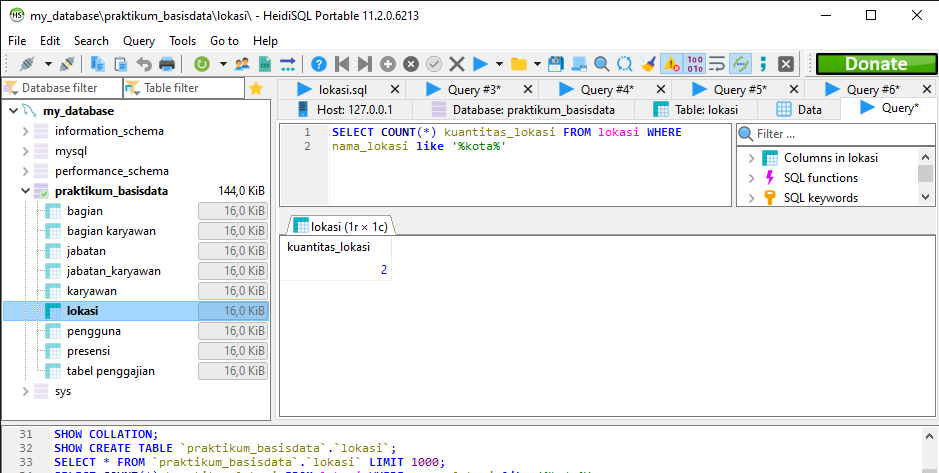 my_database\praktikum_basisdata\lokasi\ - HeidiSQL Portable 11.2.0.6213
File Edit Search Query Tools Go to Help
Donate
Database filter
Table filter
my_database
information_schema
mysql
performance_schema
praktikum_basisdata 144,0 KiB
bagian 16,0 KiB
bagian karyawan 16,0 KiB
jabatan 16,0 KiB
jabatan_karyawan 16,0 KiB
karyawan 16,0 KiB
lokasi 16,0 KiB
pengguna 16,0 KiB
presensi 16,0 KiB
tabel penggajian 16,0 KiB
sys
lokasi.sql Query #3* Query #4* Query #5* Query #6*
Host: 127.0.0.1 Database: praktikum_basisdata Table: lokasi Data Query*
1 SELECT COUNT(*) kuantitas_lokasi FROM lokasi WHERE
2 nama_lokasi like '%kota%'
Filter ...
Columns in lokasi
SQL functions
SQL keywords
lokasi (1r × 1c)
kuantitas_lokasi
2
31 SHOW COLLATION;
32 SHOW CREATE TABLE `praktikum_basisdata`.`lokasi`;
33 SELECT * FROM `praktikum_basisdata`.`lokasi` LIMIT 1000;